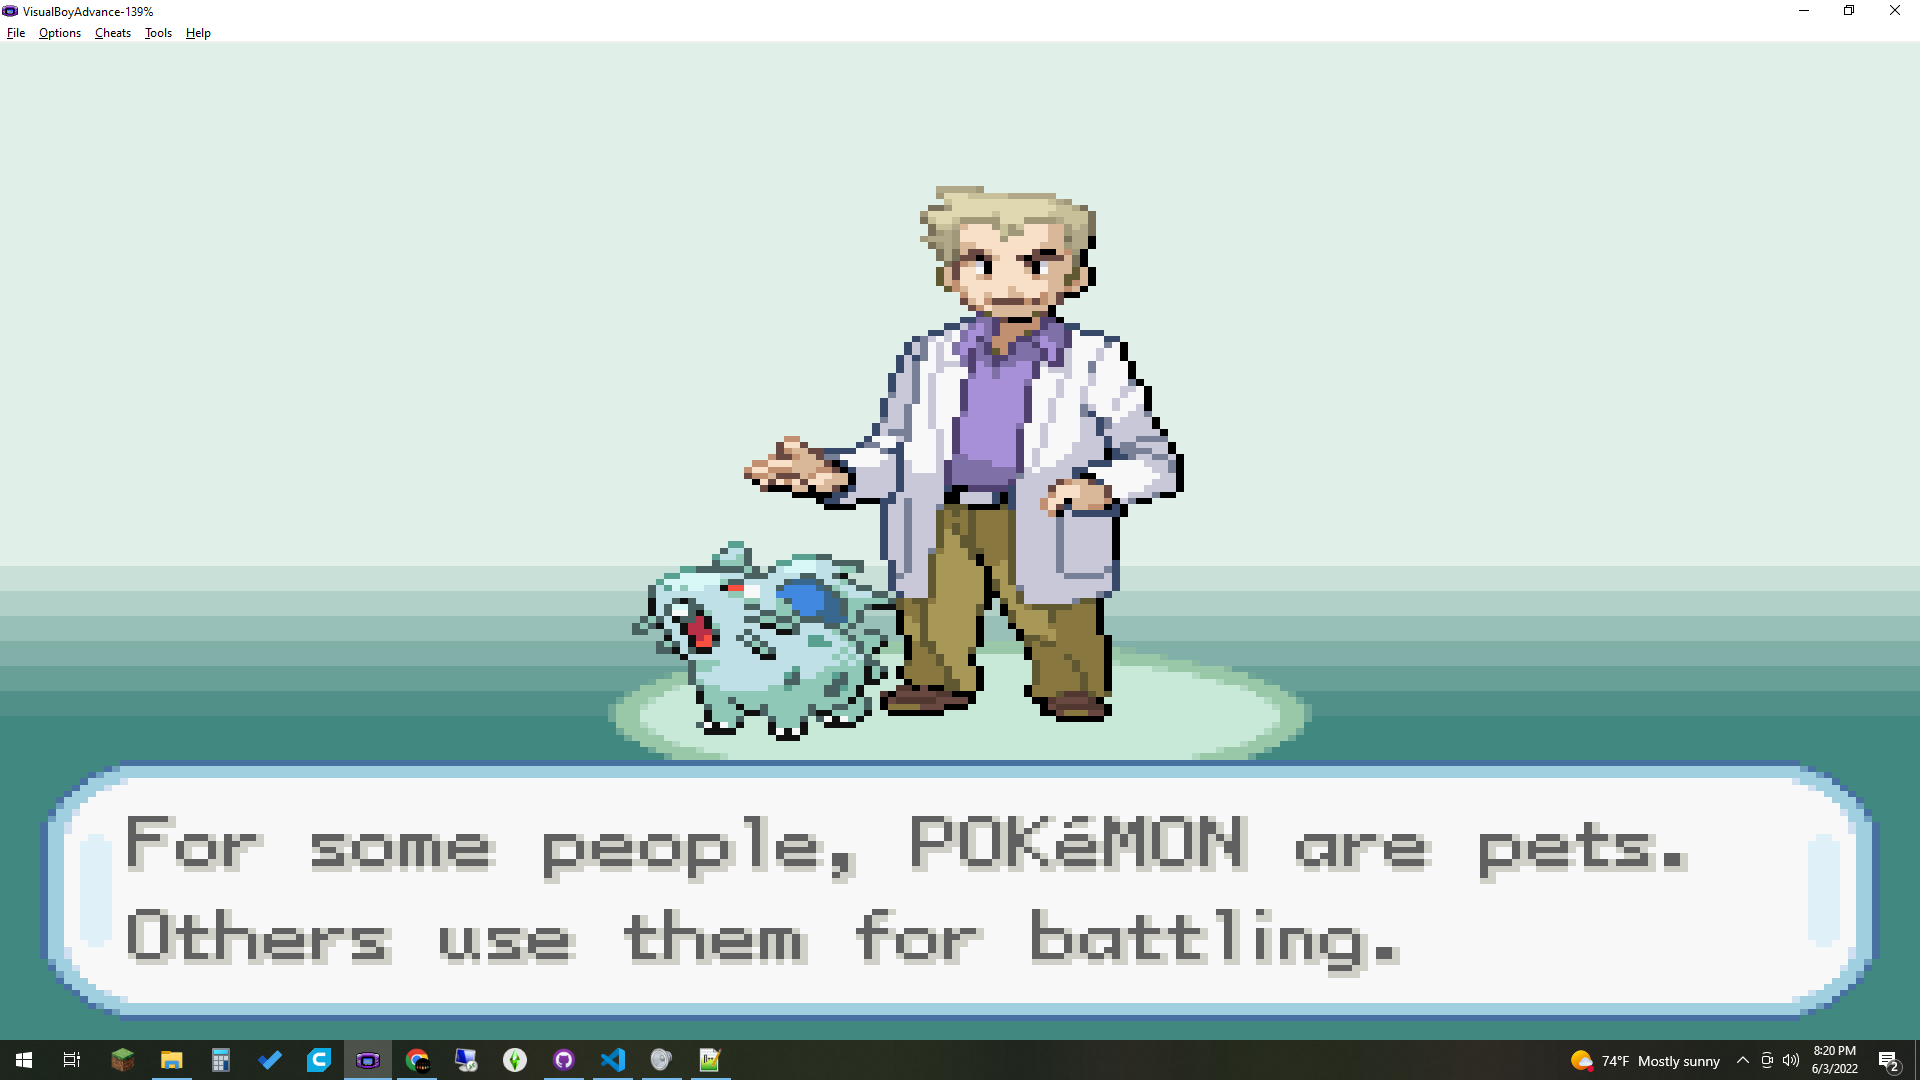 VisualBoyAdvance-139%
File Options Cheats Tools Help
For some people, POKéMON are pets.
Others use them for battling.
74°F Mostly sunny
8:20 PM
6/3/2022
2